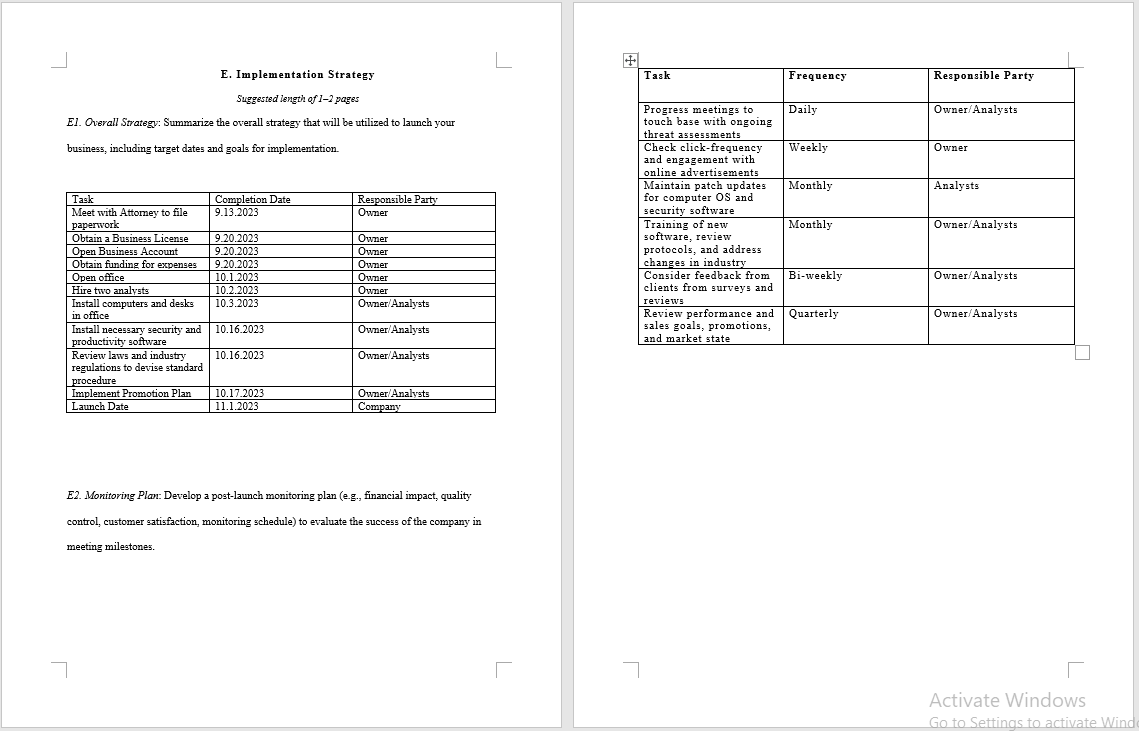 E. Implementation Strategy
Suggested length of 1–2 pages
E1. Overall Strategy: Summarize the overall strategy that will be utilized to launch your
business, including target dates and goals for implementation.
Task Completion Date Responsible Party
Meet with Attorney to file 9.13.2023 Owner
paperwork
Obtain a Business License 9.20.2023 Owner
Open Business Account 9.20.2023 Owner
Obtain funding for expenses 9.20.2023 Owner
Open office 10.1.2023 Owner
Hire two analysts 10.2.2023 Owner
Install computers and desks 10.3.2023 Owner/Analysts
in office
Install necessary security and 10.16.2023 Owner/Analysts
productivity software
Review laws and industry 10.16.2023 Owner/Analysts
regulations to devise standard
procedure
Implement Promotion Plan 10.17.2023 Owner/Analysts
Launch Date 11.1.2023 Company
E2. Monitoring Plan: Develop a post-launch monitoring plan (e.g., financial impact, quality
control, customer satisfaction, monitoring schedule) to evaluate the success of the company in
meeting milestones.
Task Frequency Responsible Party
Progress meetings to Daily Owner/Analysts
touch base with ongoing
threat assessments
Check click-frequency Weekly Owner
and engagement with
online advertisements
Maintain patch updates Monthly Analysts
for computer OS and
security software
Training of new Monthly Owner/Analysts
software, review
protocols, and address
changes in industry
Consider feedback from Bi-weekly Owner/Analysts
clients from surveys and
reviews
Review performance and Quarterly Owner/Analysts
sales goals, promotions,
and market state
Activate Windows
Go to Settings to activate Wind